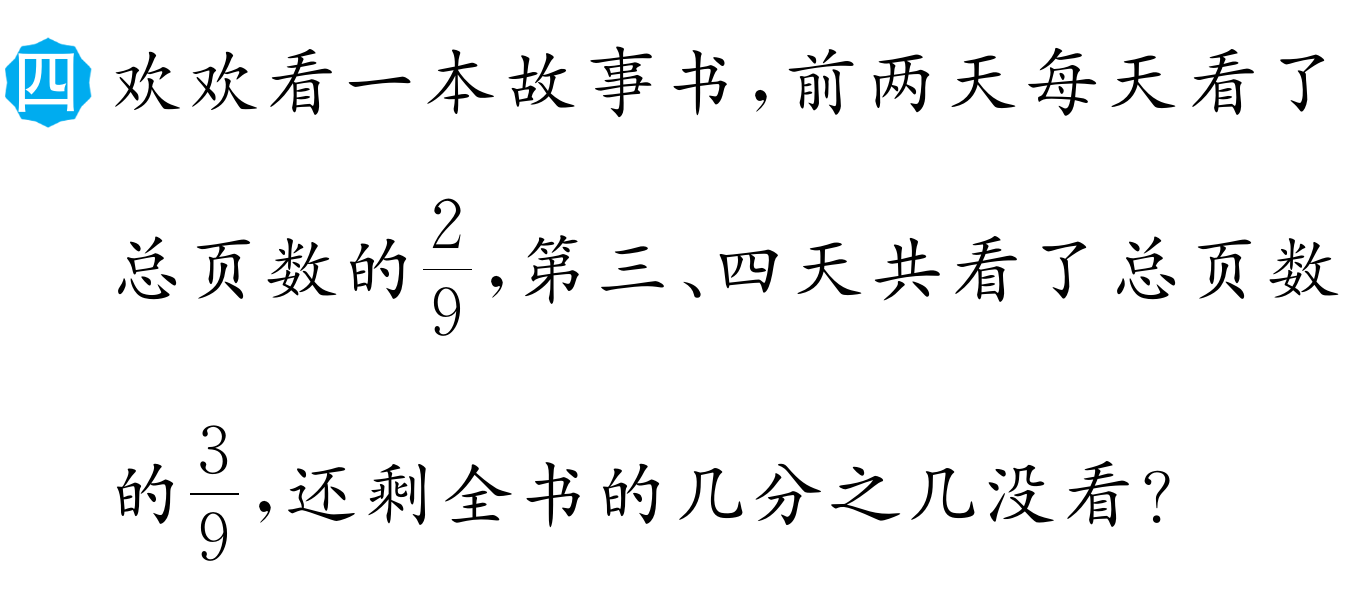 四 欢欢看一本故事书,前两天每天看了
总页数的2/9,第三、四天共看了总页数
的3/9,还剩全书的几分之几没看?